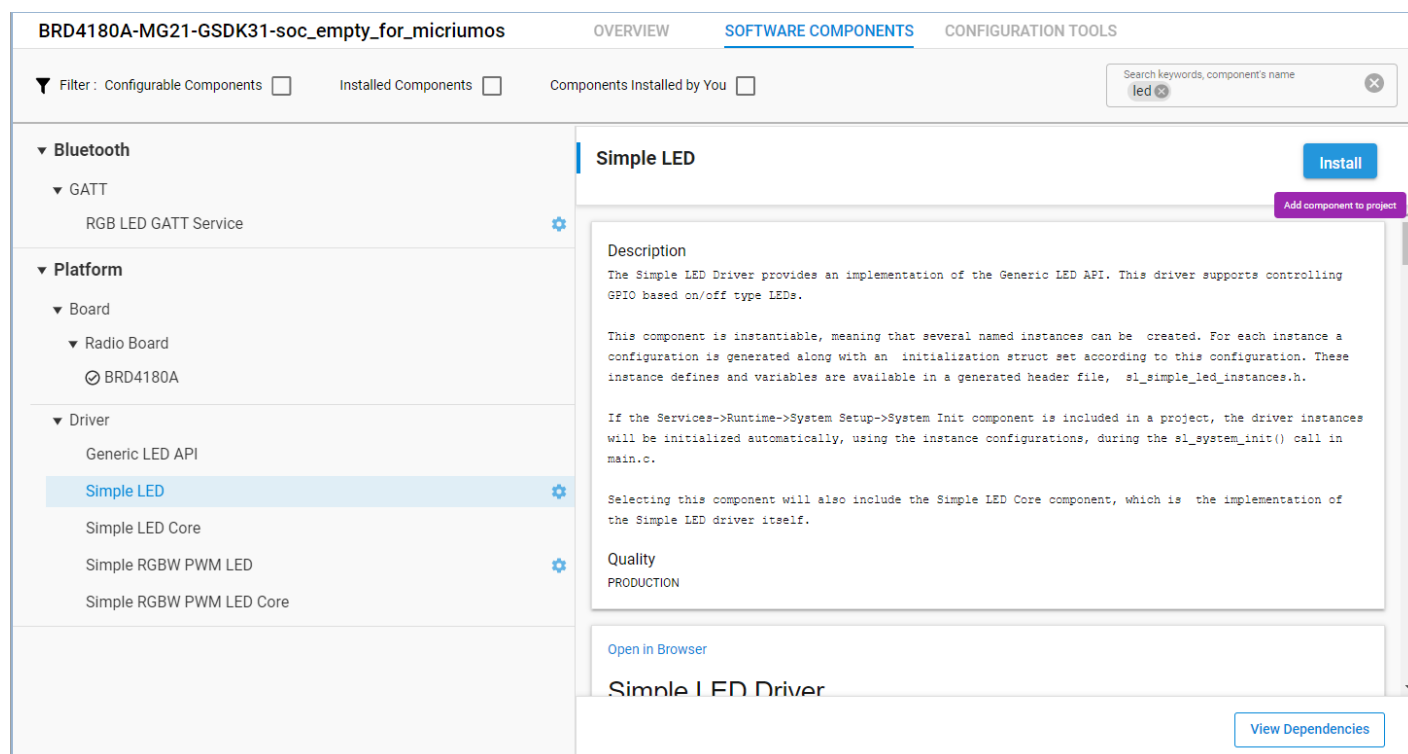 BRD4180A-MG21-GSDK31-soc_empty_for_micriumos
OVERVIEW
SOFTWARE COMPONENTS
CONFIGURATION TOOLS
Filter : Configurable Components
Installed Components
Components Installed by You
Search keywords, component's name
led
Bluetooth
GATT
RGB LED GATT Service
Platform
Board
Radio Board
BRD4180A
Driver
Generic LED API
Simple LED
Simple LED Core
Simple RGBW PWM LED
Simple RGBW PWM LED Core
Simple LED
Install
Add component to project
Description
The Simple LED Driver provides an implementation of the Generic LED API. This driver supports controlling
GPIO based on/off type LEDs.
This component is instantiable, meaning that several named instances can be created. For each instance a
configuration is generated along with an initialization struct set according to this configuration. These
instance defines and variables are available in a generated header file, sl_simple_led_instances.h.
If the Services->Runtime->System Setup->System Init component is included in a project, the driver instances
will be initialized automatically, using the instance configurations, during the sl_system_init() call in
main.c.
Selecting this component will also include the Simple LED Core component, which is the implementation of
the Simple LED driver itself.
Quality
PRODUCTION
Open in Browser
Simple LED Driver
View Dependencies